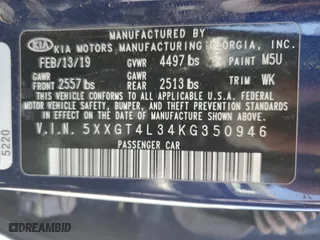 KIA KIA MOTORS MANUFACTURING GEORGIA, INC.
FEB/13/19 GVWR 4497 lbs PAINT M5U
GAWR FRONT 2557 lbs GAWR REAR 2513 lbs TRIM WK
THIS VEHICLE CONFORMS TO ALL APPLICABLE FEDERAL MOTOR VEHICLE
SAFETY, BUMPER, AND THEFT PREVENTION STANDARDS IN EFFECT ON
THE DATE OF MANUFACTURE SHOWN ABOVE.
V.I.N. 5XXGT4L34KG350946
PASSENGER CAR
5220
DREAMBID